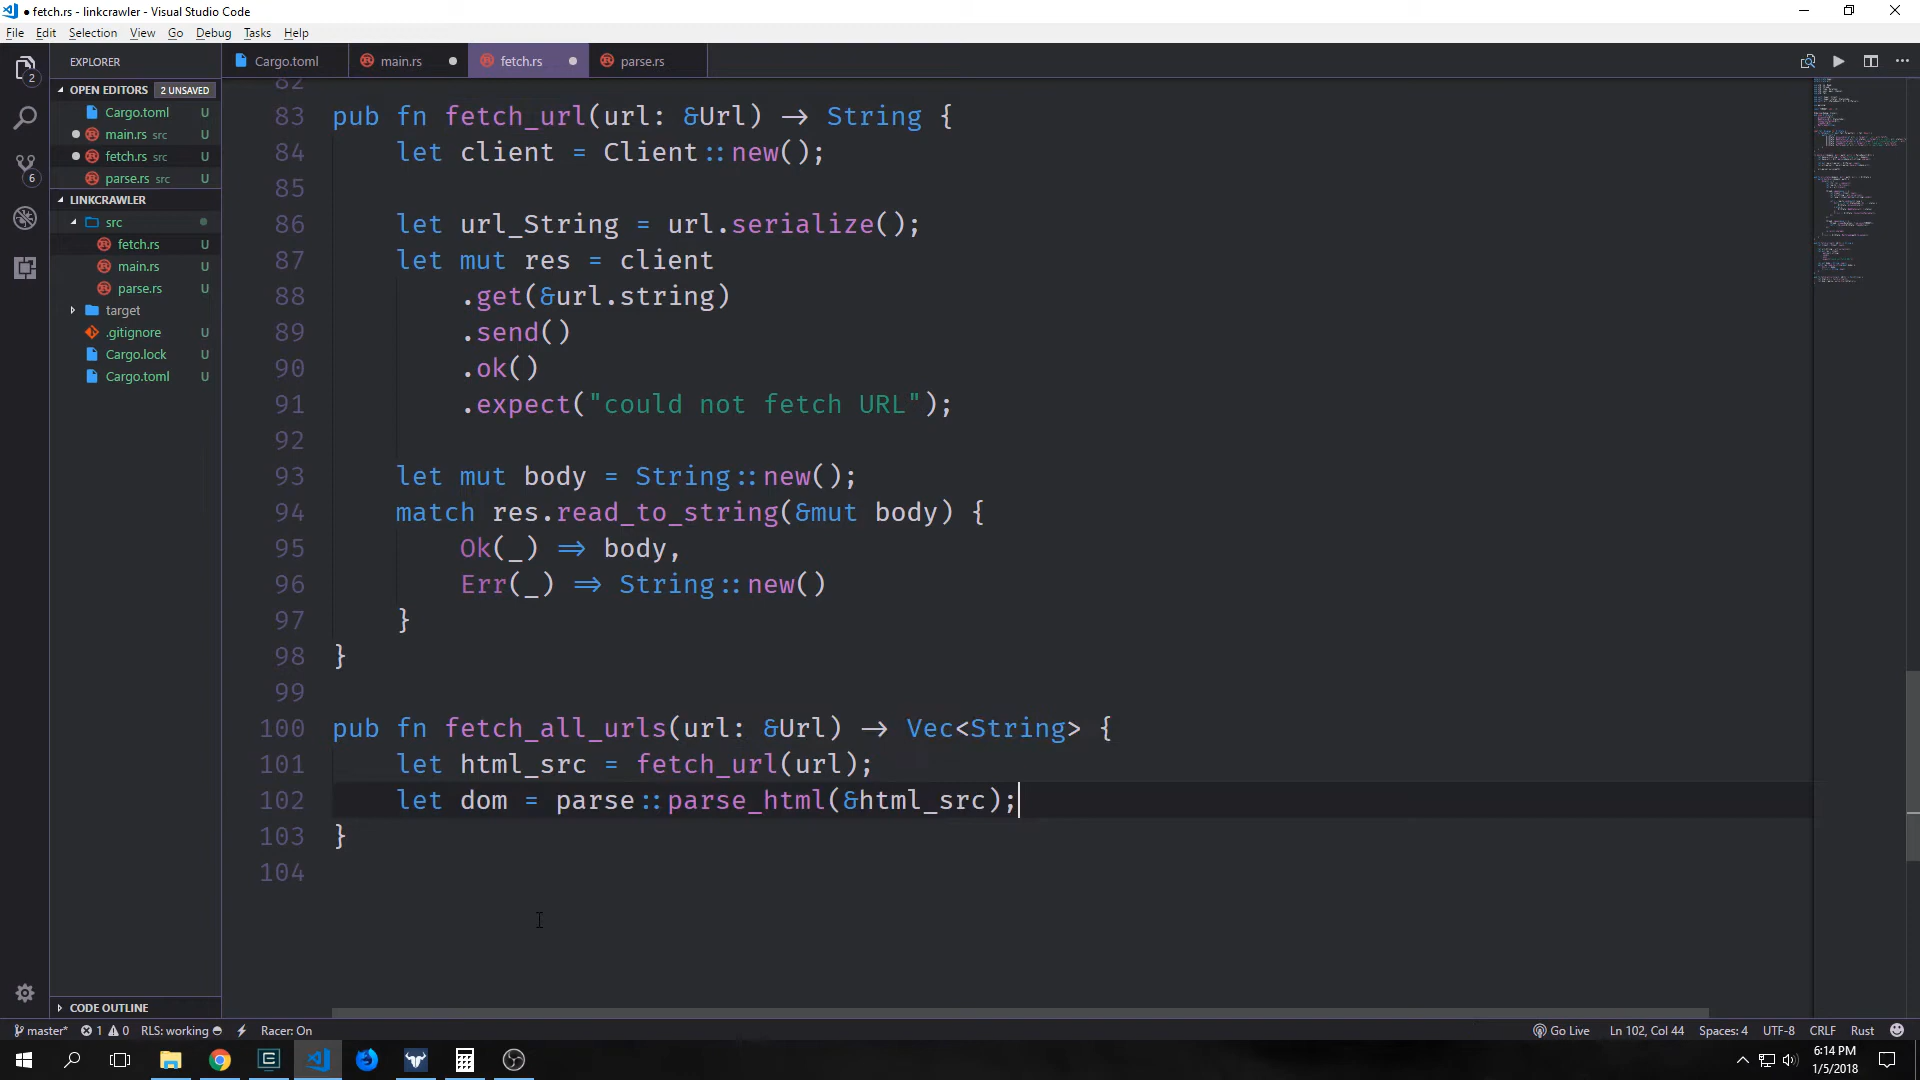 ● fetch.rs - linkcrawler - Visual Studio Code
File Edit Selection View Go Debug Tasks Help
EXPLORER
Cargo.toml main.rs ● fetch.rs ● parse.rs
OPEN EDITORS 2 UNSAVED
Cargo.toml U
● main.rs src U
● fetch.rs src U
parse.rs src U
LINKCRAWLER
src
fetch.rs U
main.rs U
parse.rs U
target
.gitignore U
Cargo.lock U
Cargo.toml U
CODE OUTLINE
2
6
82
83 pub fn fetch_url(url: &Url) -> String {
84 let client = Client::new();
85
86 let url_String = url.serialize();
87 let mut res = client
88 .get(&url.string)
89 .send()
90 .ok()
91 .expect("could not fetch URL");
92
93 let mut body = String::new();
94 match res.read_to_string(&mut body) {
95 Ok(_) => body,
96 Err(_) => String::new()
97 }
98 }
99
100 pub fn fetch_all_urls(url: &Url) -> Vec<String> {
101 let html_src = fetch_url(url);
102 let dom = parse::parse_html(&html_src);
103 }
104
master* 1 0 RLS: working Racer: On Go Live Ln 102, Col 44 Spaces: 4 UTF-8 CRLF Rust
6:14 PM
1/5/2018